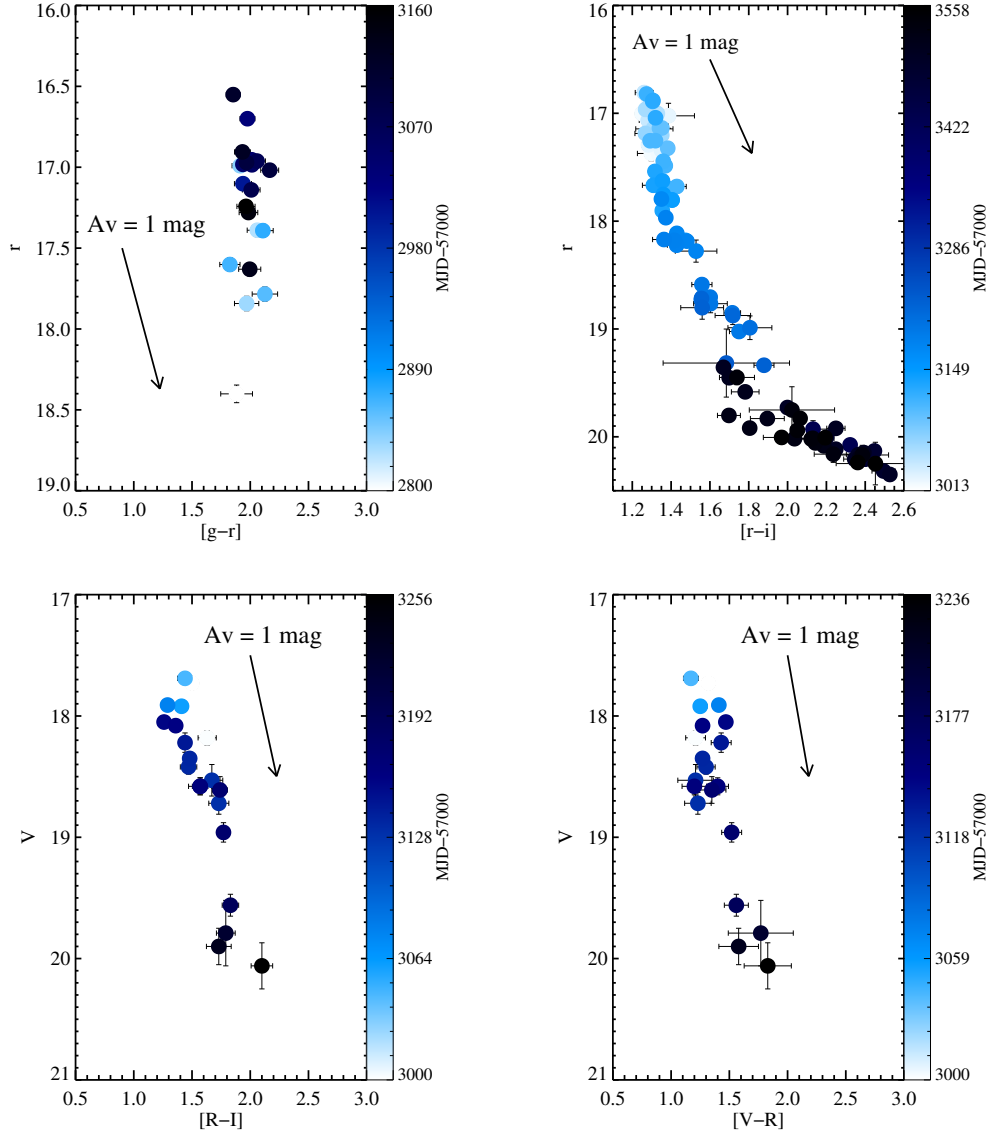 16.0
16.5
17.0
17.5
18.0
18.5
19.0
r
Av = 1 mag
0.5 1.0 1.5 2.0 2.5 3.0
[g−r]
3160
3070
2980
2890
2800
MJD−57000
16
17
18
19
20
r
Av = 1 mag
1.2 1.4 1.6 1.8 2.0 2.2 2.4 2.6
[r−i]
3558
3422
3286
3149
3013
MJD−57000
17
18
19
20
21
V
Av = 1 mag
0.5 1.0 1.5 2.0 2.5 3.0
[R−I]
3256
3192
3128
3064
3000
MJD−57000
17
18
19
20
21
V
Av = 1 mag
0.5 1.0 1.5 2.0 2.5 3.0
[V−R]
3236
3177
3118
3059
3000
MJD−57000